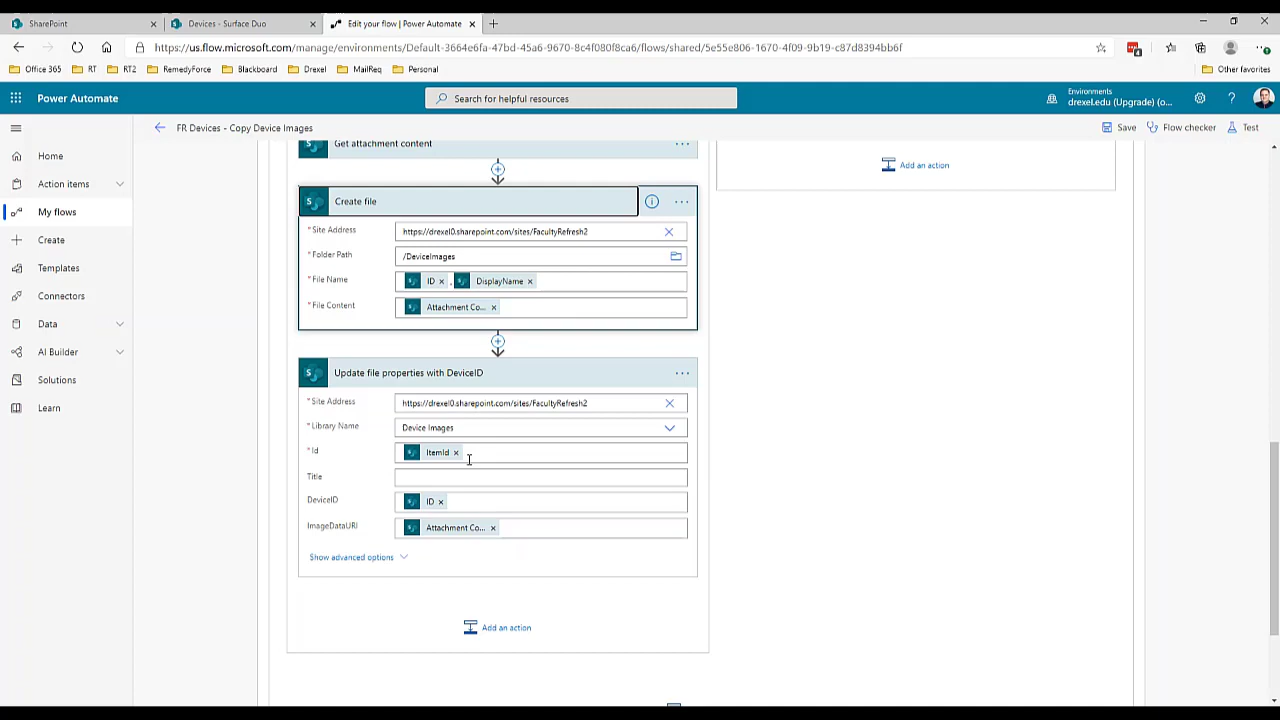 SharePoint
Devices - Surface Duo
Edit your flow | Power Automate
https://us.flow.microsoft.com/manage/environments/Default-3664e6fa-47bd-45a6-9670-8c4f080f8ca6/flows/shared/5e55e806-1670-4f09-9b19-c87d8394bb6f
Office 365 RT RT2 RemedyForce Blackboard Drexel MailReq Personal Other favorites
Power Automate
Search for helpful resources
Environments
drexel.edu (Upgrade) (o...
FR Devices - Copy Device Images
Save Flow checker Test
Home
Action items
My flows
Create
Templates
Connectors
Data
AI Builder
Solutions
Learn
Get attachment content
Add an action
Create file
* Site Address https://drexel0.sharepoint.com/sites/FacultyRefresh2
* Folder Path /DeviceImages
* File Name ID . DisplayName
* File Content Attachment Co...
Update file properties with DeviceID
* Site Address https://drexel0.sharepoint.com/sites/FacultyRefresh2
* Library Name Device Images
* Id ItemId
Title
DeviceID ID
ImageDataURI Attachment Co...
Show advanced options
Add an action